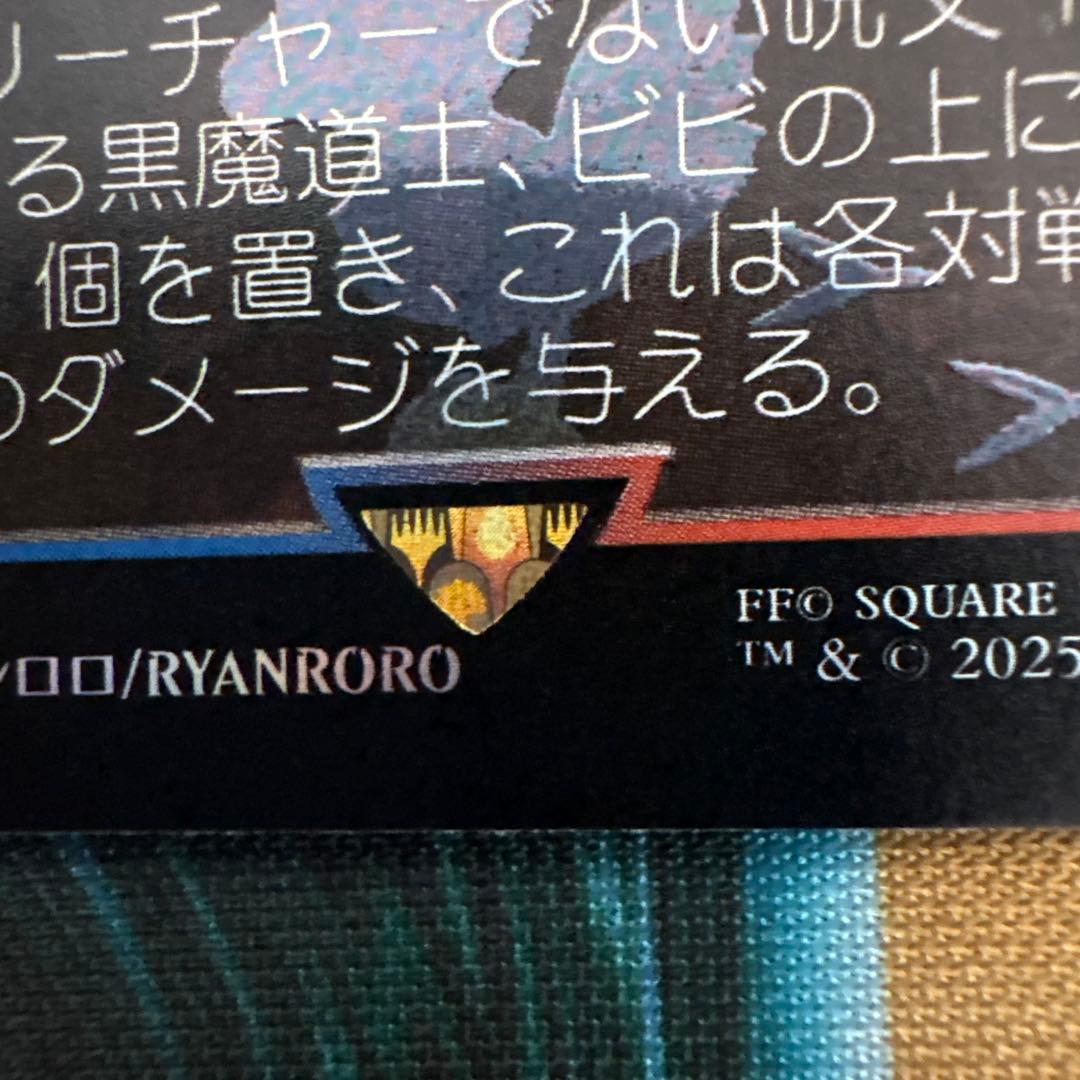 リーチャーでない呪文
る黒魔道士、ビビの上に
個を置き、これは各対戦
のダメージを与える。
FF© SQUARE
ロロ/RYANRORO
™ & © 2025